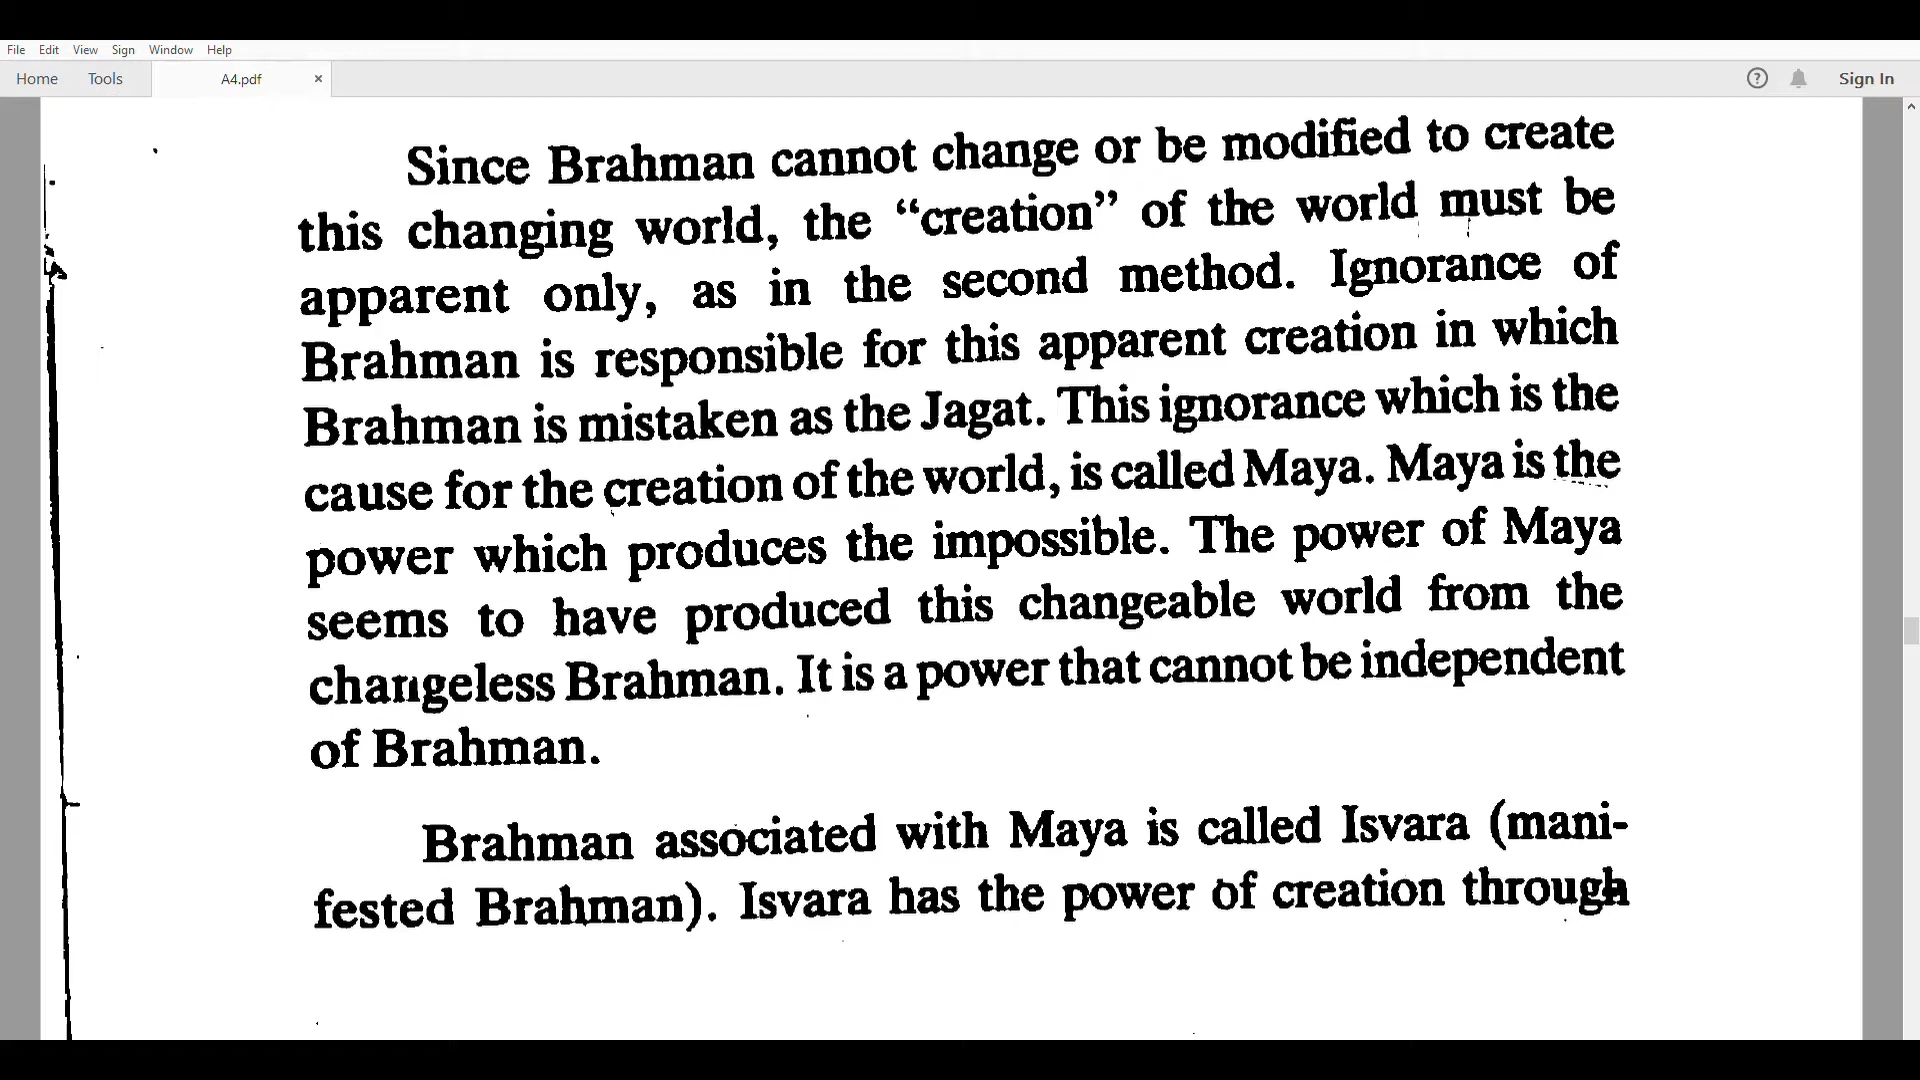 File Edit View Sign Window Help
Home Tools A4.pdf × ? Sign In
Since Brahman cannot change or be modified to create
this changing world, the “creation” of the world must be
apparent only, as in the second method. Ignorance of
Brahman is responsible for this apparent creation in which
Brahman is mistaken as the Jagat. This ignorance which is the
cause for the creation of the world, is called Maya. Maya is the
power which produces the impossible. The power of Maya
seems to have produced this changeable world from the
changeless Brahman. It is a power that cannot be independent
of Brahman.
Brahman associated with Maya is called Isvara (mani-
fested Brahman). Isvara has the power of creation through